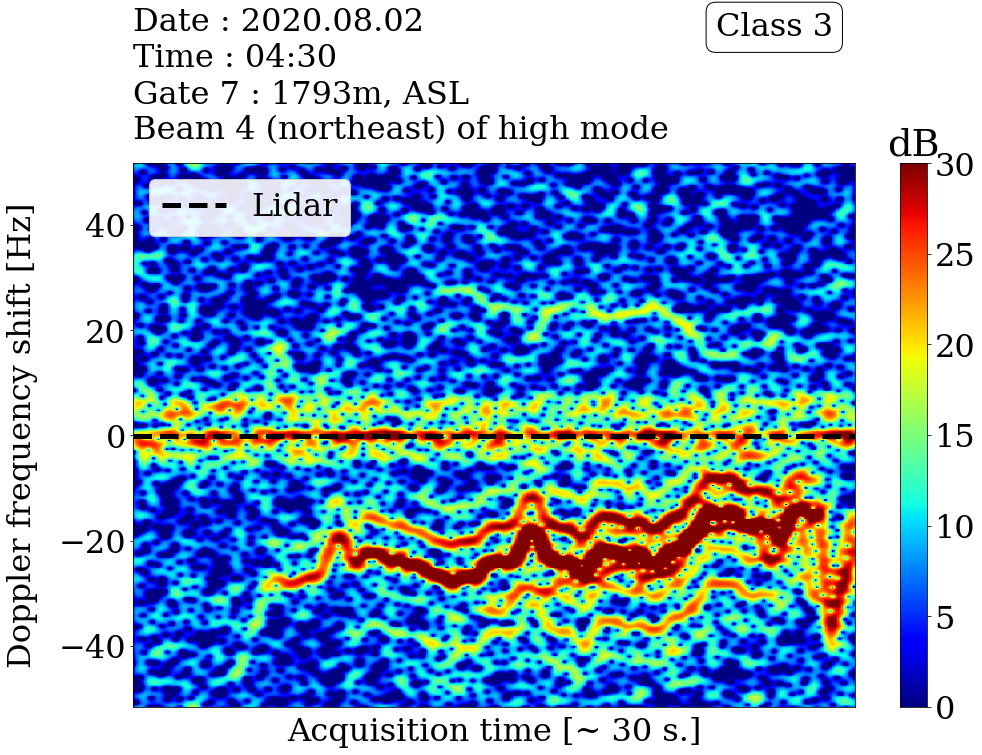 Date : 2020.08.02
Time : 04:30
Gate 7 : 1793m, ASL
Beam 4 (northeast) of high mode
Class 3
dB
Lidar
Doppler frequency shift [Hz]
40
20
0
−20
−40
30
25
20
15
10
5
0
Acquisition time [~ 30 s.]